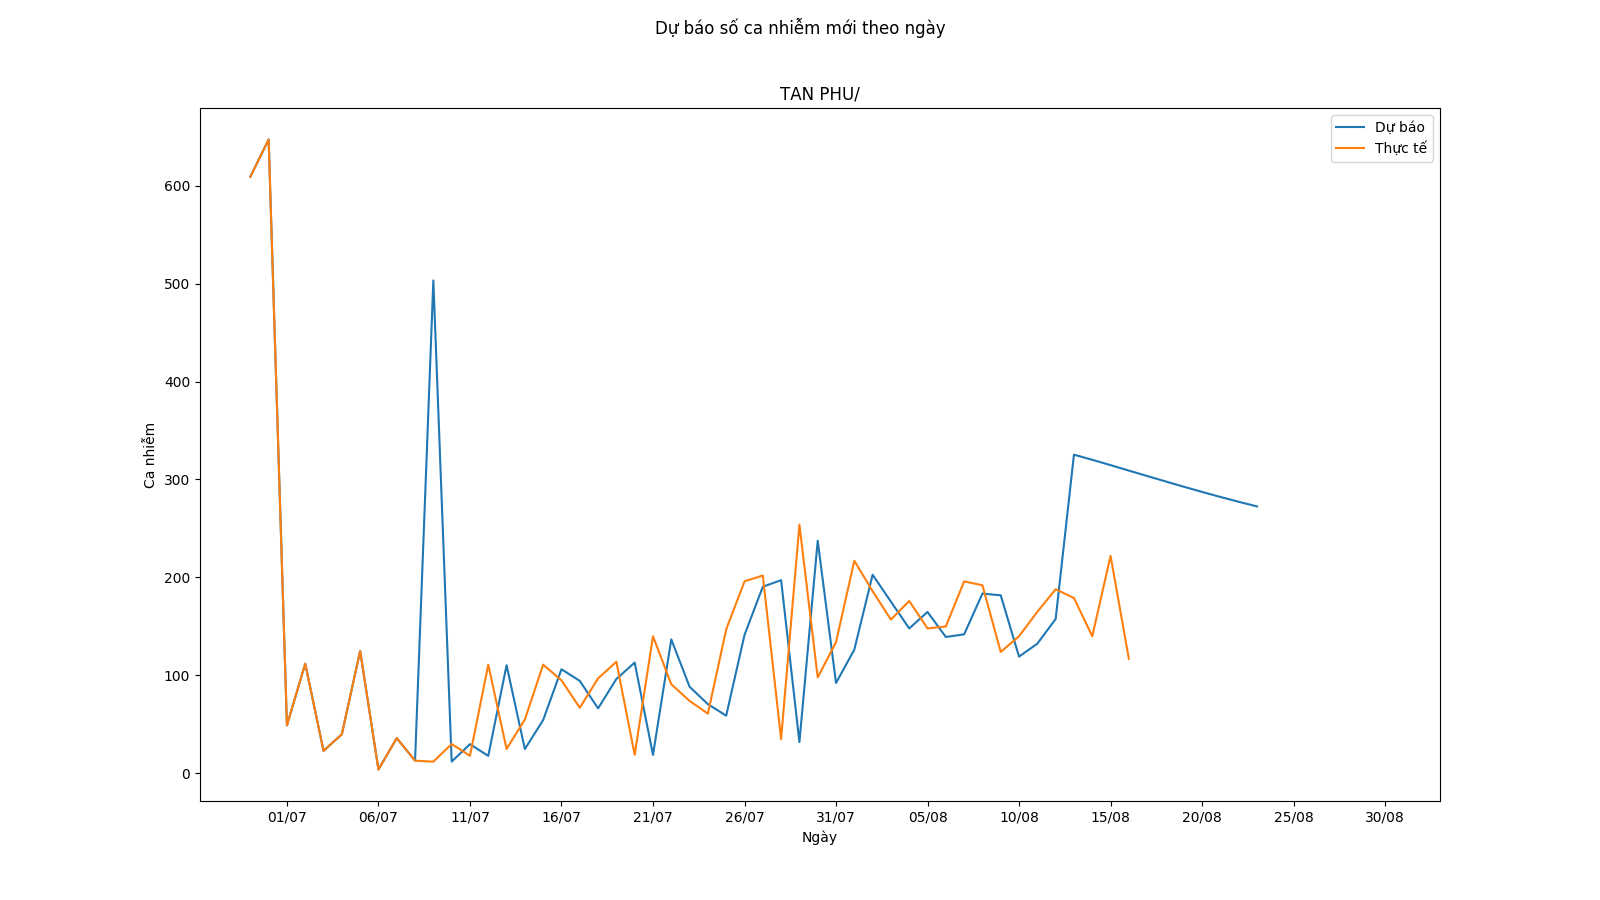 Dự báo số ca nhiễm mới theo ngày
TAN PHU/
Dự báo
Thực tế
600
500
400
300
200
100
0
Ca nhiễm
01/07 06/07 11/07 16/07 21/07 26/07 31/07 05/08 10/08 15/08 20/08 25/08 30/08
Ngày